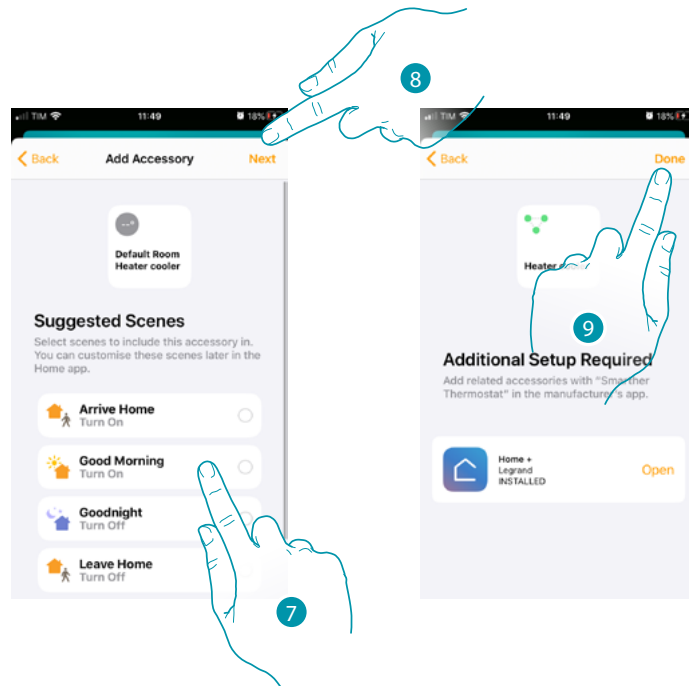 8
TIM 11:49 18%
Back Add Accessory Next
Default Room
Heater cooler
Suggested Scenes
Select scenes to include this accessory in.
You can customise these scenes later in the
Home app.
Arrive Home
Turn On
Good Morning
Turn On
Goodnight
Turn Off
Leave Home
Turn Off
7
TIM 11:49 18%
Back Done
Heater
9
Additional Setup Required
Add related accessories with "Smarther
Thermostat" in the manufacturer's app.
Home +
Legrand
INSTALLED
Open